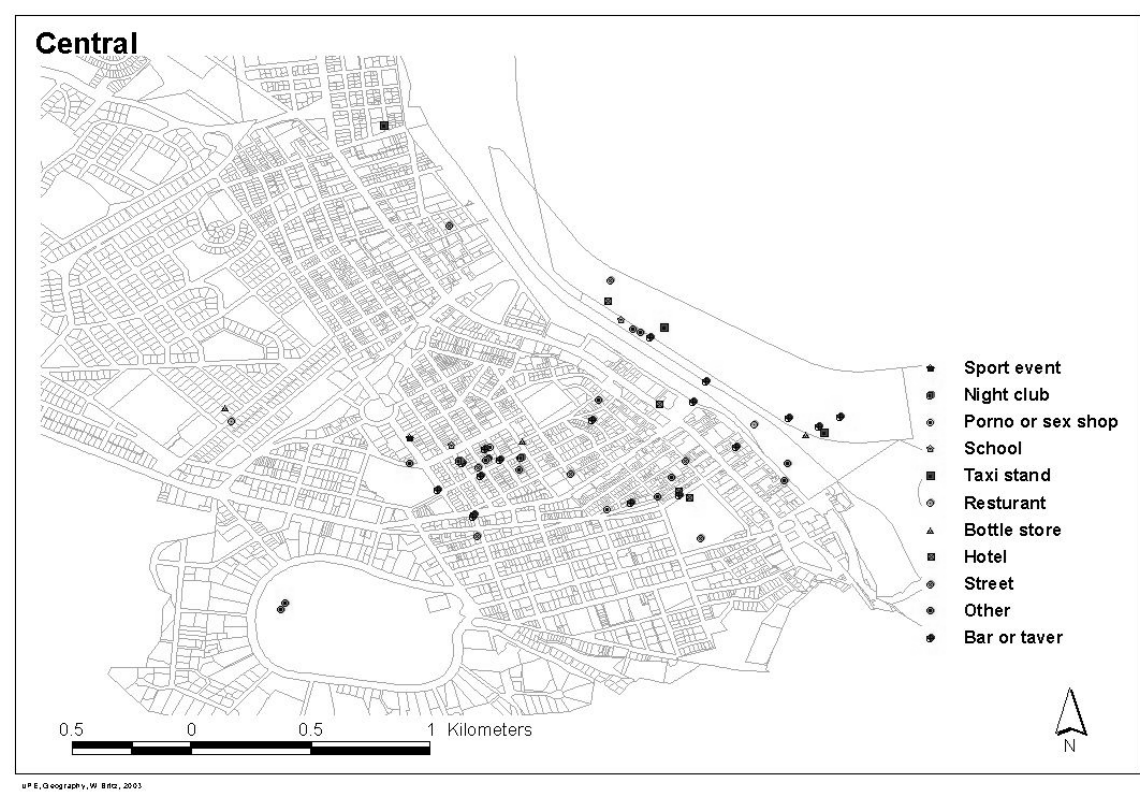 Central
Sport event
Night club
Porno or sex shop
School
Taxi stand
Resturant
Bottle store
Hotel
Street
Other
Bar or taver
0.5 0 0.5 1 Kilometers
N
uPE, Geography, W Britz, 2003